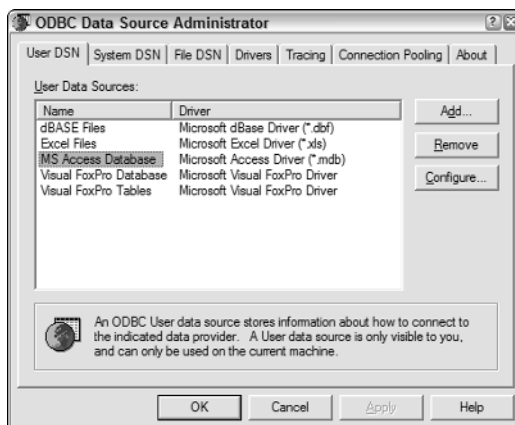 ODBC Data Source Administrator
User DSN System DSN File DSN Drivers Tracing Connection Pooling About
User Data Sources:
Name Driver
dBASE Files Microsoft dBase Driver (*.dbf)
Excel Files Microsoft Excel Driver (*.xls)
MS Access Database Microsoft Access Driver (*.mdb)
Visual FoxPro Database Microsoft Visual FoxPro Driver
Visual FoxPro Tables Microsoft Visual FoxPro Driver
Add...
Remove
Configure...
An ODBC User data source stores information about how to connect to
the indicated data provider. A User data source is only visible to you,
and can only be used on the current machine.
OK Cancel Apply Help